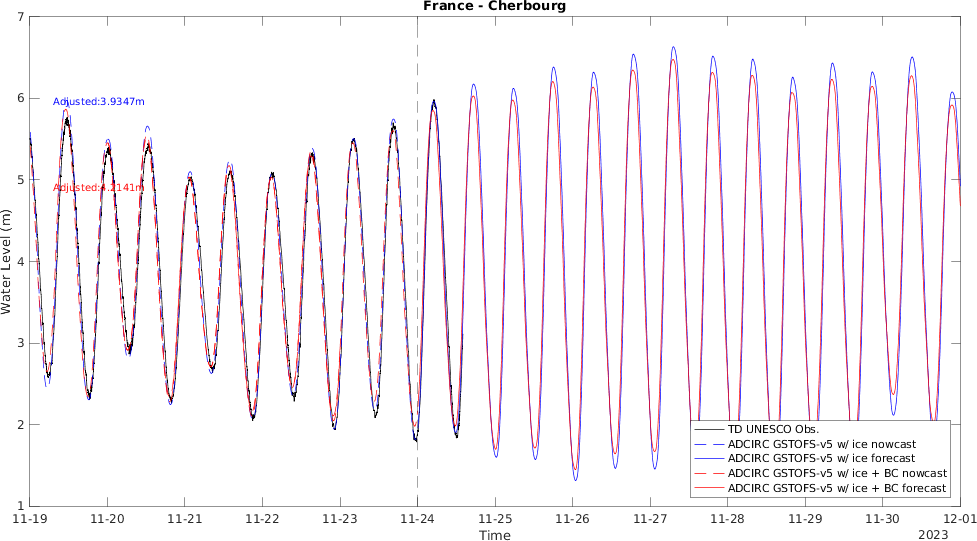 France - Cherbourg
7
6
5
4
3
2
1
Water Level (m)
Adjusted:3.9347m
Adjusted:4.2141m
TD UNESCO Obs.
ADCIRC GSTOFS-v5 w/ ice nowcast
ADCIRC GSTOFS-v5 w/ ice forecast
ADCIRC GSTOFS-v5 w/ ice + BC nowcast
ADCIRC GSTOFS-v5 w/ ice + BC forecast
11-19 11-20 11-21 11-22 11-23 11-24 11-25 11-26 11-27 11-28 11-29 11-30 12-01
Time
2023